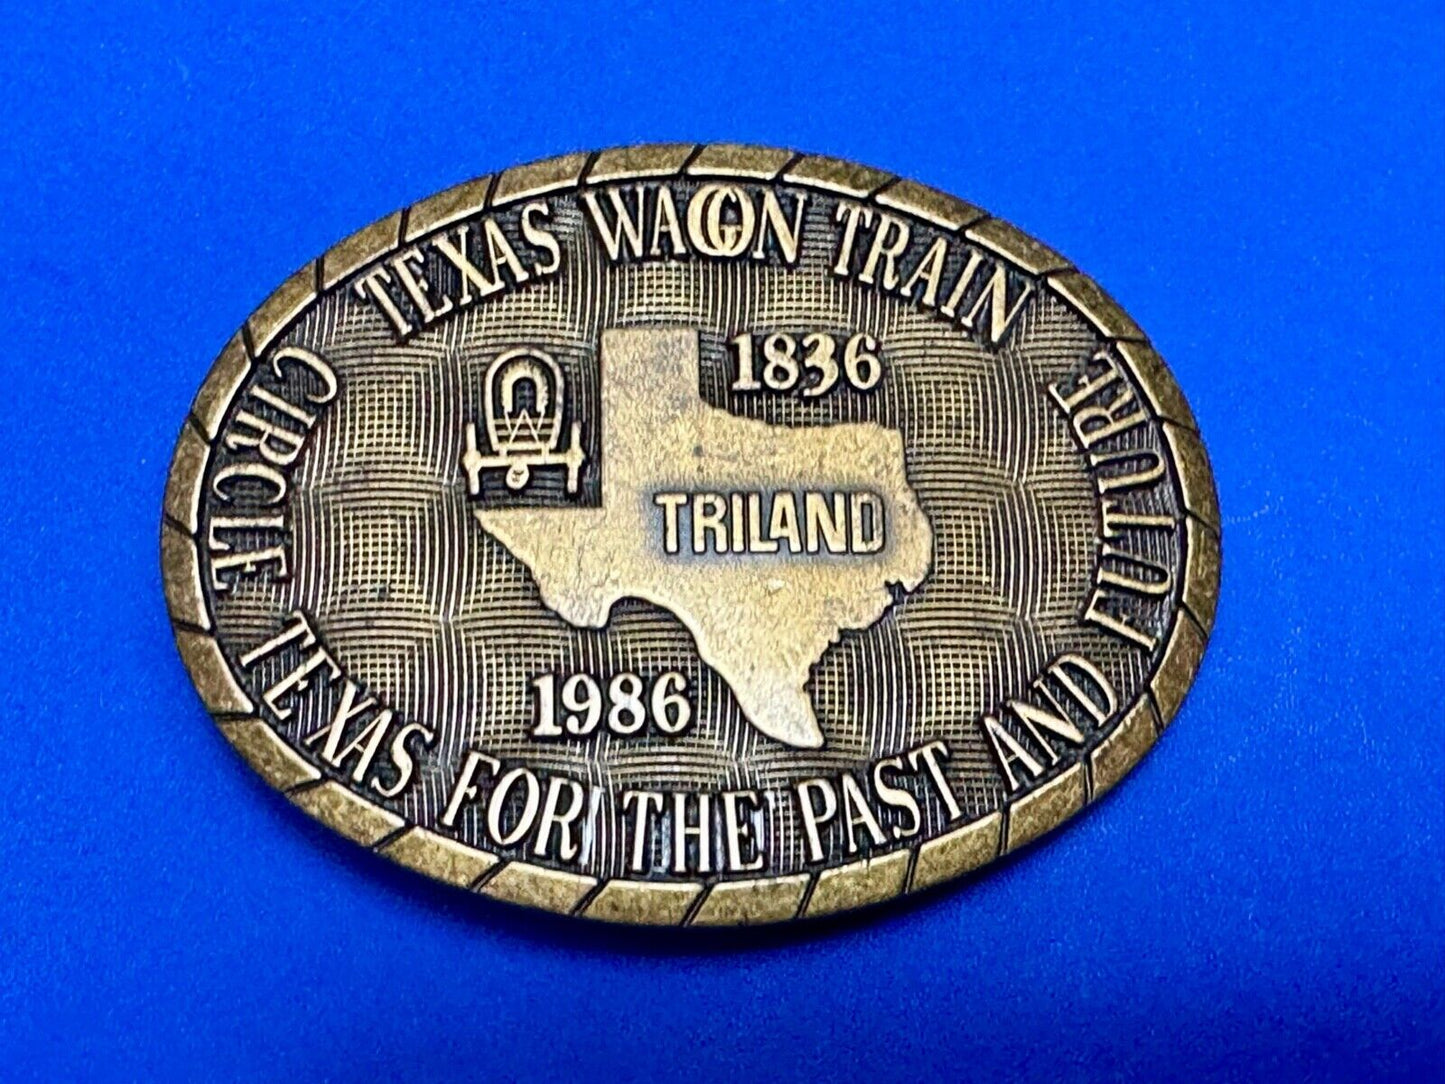 TEXAS WAGON TRAIN
1836
TRILAND
1986
CIRCLE TEXAS FOR THE PAST AND FUTURE